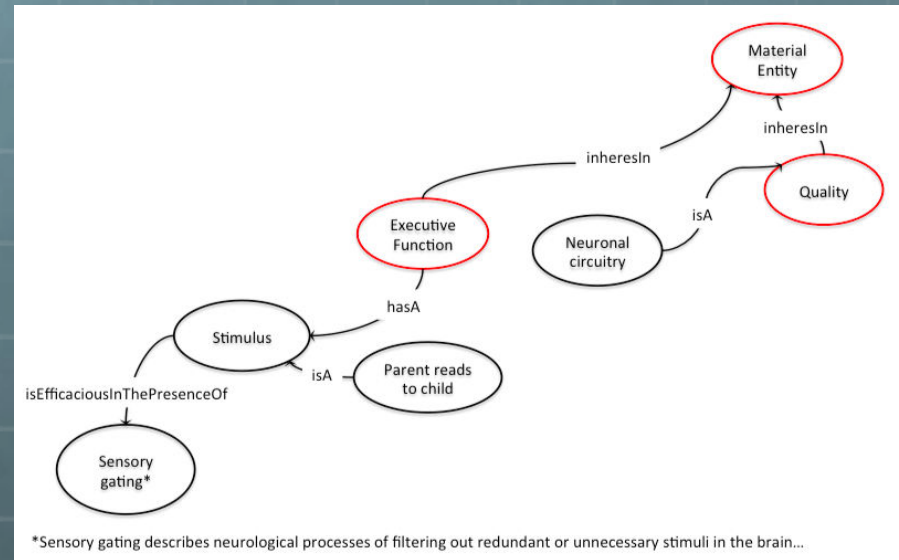 Material
Entity
inheresIn
inheresIn
Quality
isA
Executive
Function
Neuronal
circuitry
hasA
Stimulus
isA
Parent reads
to child
isEfficaciousInThePresenceOf
Sensory
gating*
*Sensory gating describes neurological processes of filtering out redundant or unnecessary stimuli in the brain...